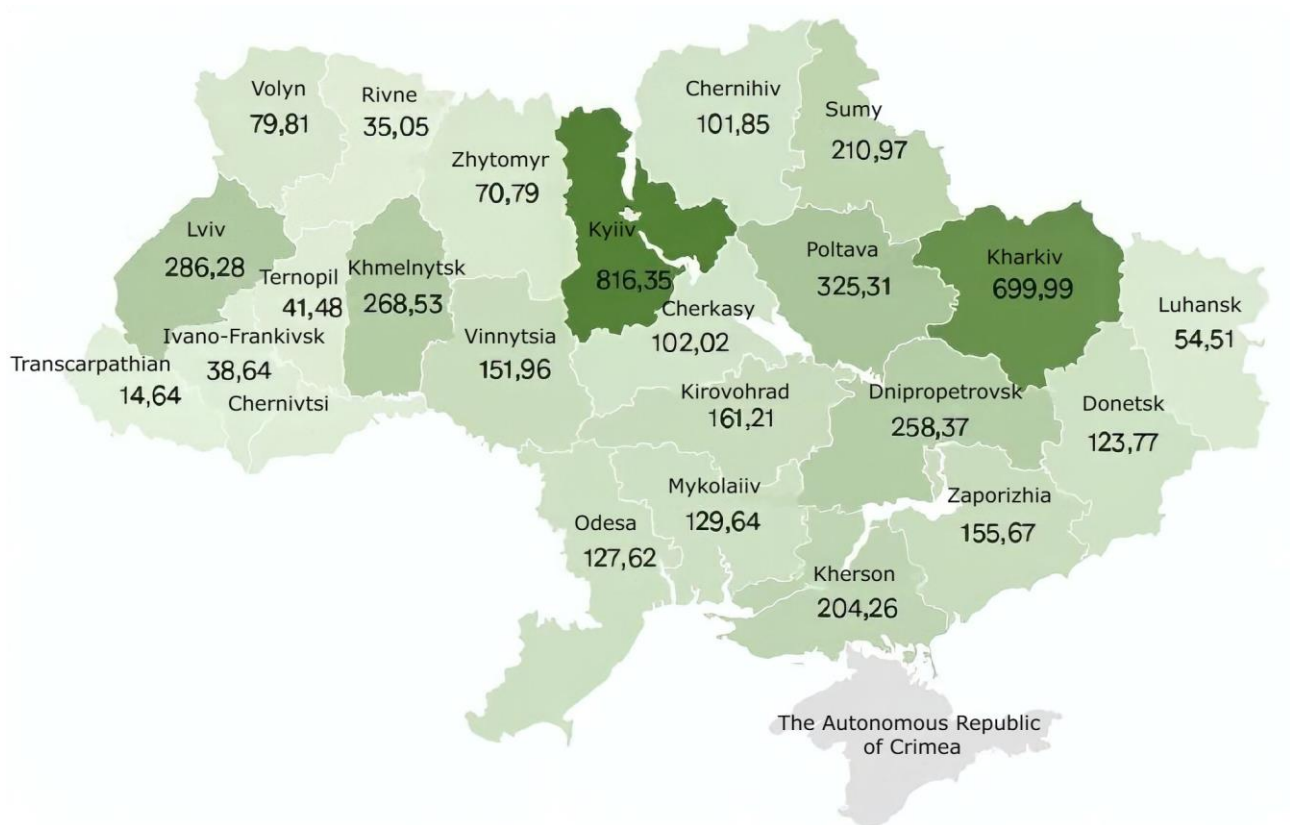 Volyn
79,81
Rivne
35,05
Zhytomyr
70,79
Kyiiv
816,35
Chernihiv
101,85
Sumy
210,97
Lviv
286,28
Ternopil
41,48
Khmelnytsk
268,53
Vinnytsia
151,96
Cherkasy
102,02
Poltava
325,31
Kharkiv
699,99
Luhansk
54,51
Transcarpathian
14,64
Ivano-Frankivsk
38,64
Chernivtsi
Kirovohrad
161,21
Dnipropetrovsk
258,37
Donetsk
123,77
Odesa
127,62
Mykolaiiv
129,64
Zaporizhia
155,67
Kherson
204,26
The Autonomous Republic
of Crimea